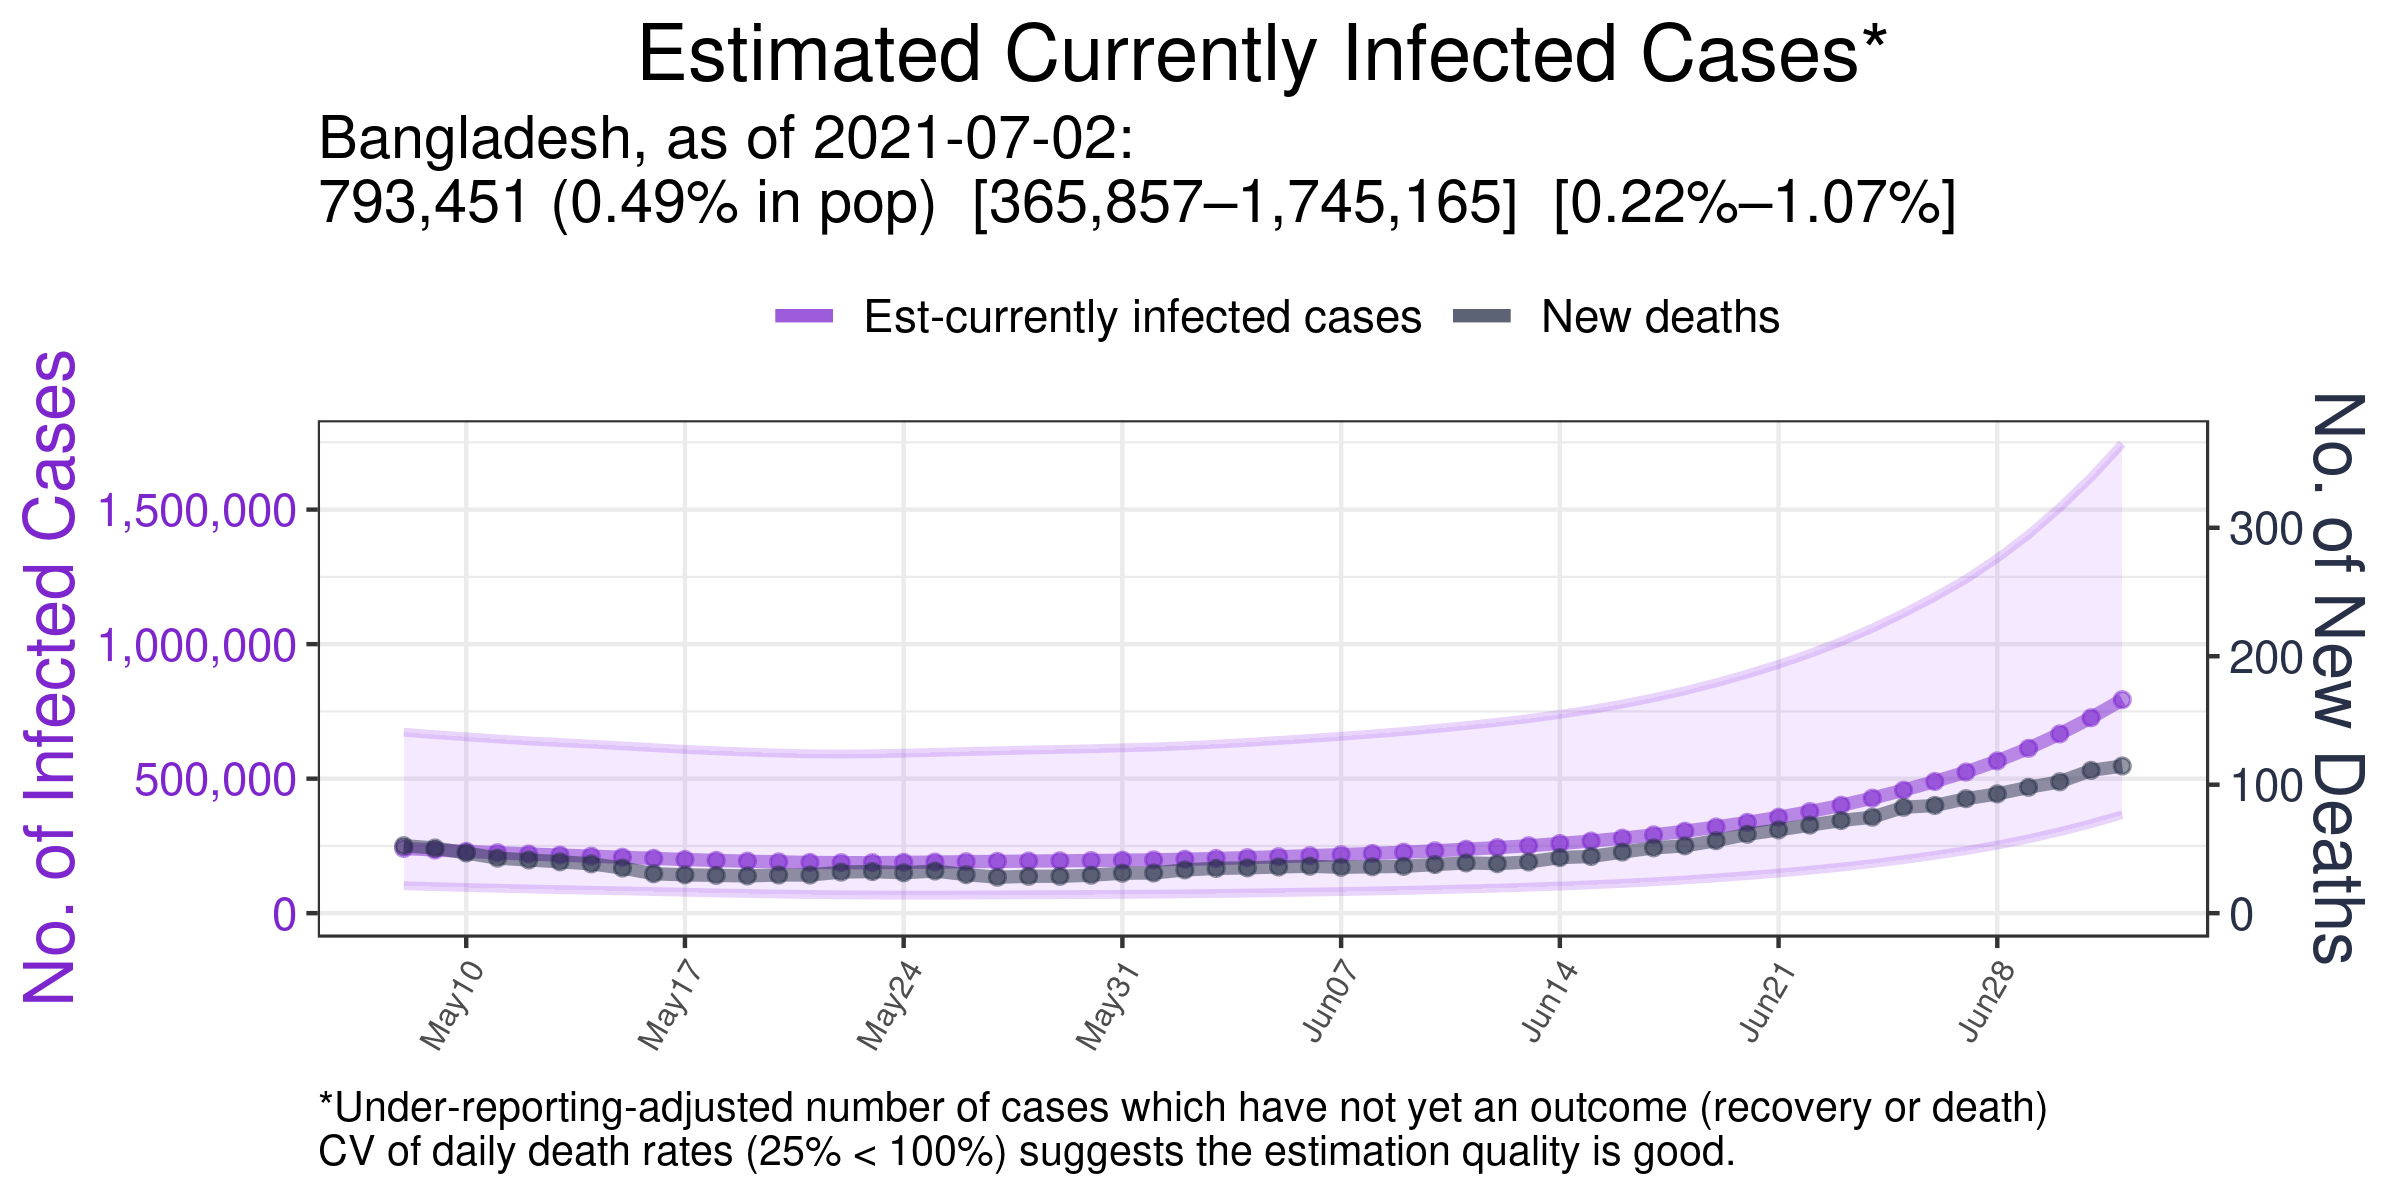 Estimated Currently Infected Cases*
Bangladesh, as of 2021-07-02:
793,451 (0.49% in pop) [365,857–1,745,165] [0.22%–1.07%]
Est-currently infected cases
New deaths
No. of Infected Cases
1,500,000
1,000,000
500,000
0
300
200
100
0
No. of New Deaths
May10
May17
May24
May31
Jun07
Jun14
Jun21
Jun28
*Under-reporting-adjusted number of cases which have not yet an outcome (recovery or death)
CV of daily death rates (25% < 100%) suggests the estimation quality is good.